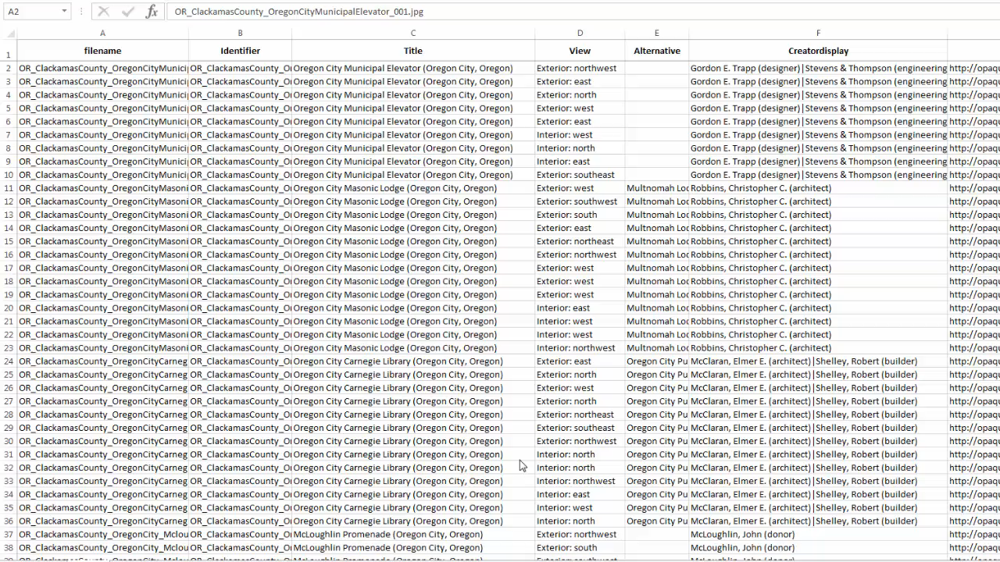 A2 fx OR_ClackamasCounty_OregonCityMunicipalElevator_001.jpg
A B C D E F
1 filename Identifier Title View Alternative Creatordisplay
2 OR_ClackamasCounty_OregonCityMunici OR_ClackamasCounty_O Oregon City Municipal Elevator (Oregon City, Oregon) Exterior: northwest Gordon E. Trapp (designer)|Stevens & Thompson (engineering http://opaqu
3 OR_ClackamasCounty_OregonCityMunici OR_ClackamasCounty_O Oregon City Municipal Elevator (Oregon City, Oregon) Exterior: east Gordon E. Trapp (designer)|Stevens & Thompson (engineering http://opaqu
4 OR_ClackamasCounty_OregonCityMunici OR_ClackamasCounty_O Oregon City Municipal Elevator (Oregon City, Oregon) Exterior: north Gordon E. Trapp (designer)|Stevens & Thompson (engineering http://opaqu
5 OR_ClackamasCounty_OregonCityMunici OR_ClackamasCounty_O Oregon City Municipal Elevator (Oregon City, Oregon) Exterior: west Gordon E. Trapp (designer)|Stevens & Thompson (engineering http://opaqu
6 OR_ClackamasCounty_OregonCityMunici OR_ClackamasCounty_O Oregon City Municipal Elevator (Oregon City, Oregon) Exterior: east Gordon E. Trapp (designer)|Stevens & Thompson (engineering http://opaqu
7 OR_ClackamasCounty_OregonCityMunici OR_ClackamasCounty_O Oregon City Municipal Elevator (Oregon City, Oregon) Interior: west Gordon E. Trapp (designer)|Stevens & Thompson (engineering http://opaqu
8 OR_ClackamasCounty_OregonCityMunici OR_ClackamasCounty_O Oregon City Municipal Elevator (Oregon City, Oregon) Interior: north Gordon E. Trapp (designer)|Stevens & Thompson (engineering http://opaqu
9 OR_ClackamasCounty_OregonCityMunici OR_ClackamasCounty_O Oregon City Municipal Elevator (Oregon City, Oregon) Interior: east Gordon E. Trapp (designer)|Stevens & Thompson (engineering http://opaqu
10 OR_ClackamasCounty_OregonCityMunici OR_ClackamasCounty_O Oregon City Municipal Elevator (Oregon City, Oregon) Exterior: southeast Gordon E. Trapp (designer)|Stevens & Thompson (engineering http://opaqu
11 OR_ClackamasCounty_OregonCityMasoni OR_ClackamasCounty_O Oregon City Masonic Lodge (Oregon City, Oregon) Exterior: west Multnomah Loc Robbins, Christopher C. (architect) http://opaqu
12 OR_ClackamasCounty_OregonCityMasoni OR_ClackamasCounty_O Oregon City Masonic Lodge (Oregon City, Oregon) Exterior: southwest Multnomah Loc Robbins, Christopher C. (architect) http://opaqu
13 OR_ClackamasCounty_OregonCityMasoni OR_ClackamasCounty_O Oregon City Masonic Lodge (Oregon City, Oregon) Exterior: south Multnomah Loc Robbins, Christopher C. (architect) http://opaqu
14 OR_ClackamasCounty_OregonCityMasoni OR_ClackamasCounty_O Oregon City Masonic Lodge (Oregon City, Oregon) Exterior: east Multnomah Loc Robbins, Christopher C. (architect) http://opaqu
15 OR_ClackamasCounty_OregonCityMasoni OR_ClackamasCounty_O Oregon City Masonic Lodge (Oregon City, Oregon) Exterior: northeast Multnomah Loc Robbins, Christopher C. (architect) http://opaqu
16 OR_ClackamasCounty_OregonCityMasoni OR_ClackamasCounty_O Oregon City Masonic Lodge (Oregon City, Oregon) Exterior: northwest Multnomah Loc Robbins, Christopher C. (architect) http://opaqu
17 OR_ClackamasCounty_OregonCityMasoni OR_ClackamasCounty_O Oregon City Masonic Lodge (Oregon City, Oregon) Exterior: west Multnomah Loc Robbins, Christopher C. (architect) http://opaqu
18 OR_ClackamasCounty_OregonCityMasoni OR_ClackamasCounty_O Oregon City Masonic Lodge (Oregon City, Oregon) Exterior: west Multnomah Loc Robbins, Christopher C. (architect) http://opaqu
19 OR_ClackamasCounty_OregonCityMasoni OR_ClackamasCounty_O Oregon City Masonic Lodge (Oregon City, Oregon) Exterior: west Multnomah Loc Robbins, Christopher C. (architect) http://opaqu
20 OR_ClackamasCounty_OregonCityMasoni OR_ClackamasCounty_O Oregon City Masonic Lodge (Oregon City, Oregon) Interior: east Multnomah Loc Robbins, Christopher C. (architect) http://opaqu
21 OR_ClackamasCounty_OregonCityMasoni OR_ClackamasCounty_O Oregon City Masonic Lodge (Oregon City, Oregon) Interior: west Multnomah Loc Robbins, Christopher C. (architect) http://opaqu
22 OR_ClackamasCounty_OregonCityMasoni OR_ClackamasCounty_O Oregon City Masonic Lodge (Oregon City, Oregon) Interior: west Multnomah Loc Robbins, Christopher C. (architect) http://opaqu
23 OR_ClackamasCounty_OregonCityMasoni OR_ClackamasCounty_O Oregon City Masonic Lodge (Oregon City, Oregon) Interior: northwest Multnomah Loc Robbins, Christopher C. (architect) http://opaqu
24 OR_ClackamasCounty_OregonCityCarneg OR_ClackamasCounty_O Oregon City Carnegie Library (Oregon City, Oregon) Exterior: east Oregon City Pu McClaran, Elmer E. (architect)|Shelley, Robert (builder) http://opaqu
25 OR_ClackamasCounty_OregonCityCarneg OR_ClackamasCounty_O Oregon City Carnegie Library (Oregon City, Oregon) Exterior: north Oregon City Pu McClaran, Elmer E. (architect)|Shelley, Robert (builder) http://opaqu
26 OR_ClackamasCounty_OregonCityCarneg OR_ClackamasCounty_O Oregon City Carnegie Library (Oregon City, Oregon) Exterior: west Oregon City Pu McClaran, Elmer E. (architect)|Shelley, Robert (builder) http://opaqu
27 OR_ClackamasCounty_OregonCityCarneg OR_ClackamasCounty_O Oregon City Carnegie Library (Oregon City, Oregon) Exterior: north Oregon City Pu McClaran, Elmer E. (architect)|Shelley, Robert (builder) http://opaqu
28 OR_ClackamasCounty_OregonCityCarneg OR_ClackamasCounty_O Oregon City Carnegie Library (Oregon City, Oregon) Exterior: northeast Oregon City Pu McClaran, Elmer E. (architect)|Shelley, Robert (builder) http://opaqu
29 OR_ClackamasCounty_OregonCityCarneg OR_ClackamasCounty_O Oregon City Carnegie Library (Oregon City, Oregon) Exterior: southeast Oregon City Pu McClaran, Elmer E. (architect)|Shelley, Robert (builder) http://opaqu
30 OR_ClackamasCounty_OregonCityCarneg OR_ClackamasCounty_O Oregon City Carnegie Library (Oregon City, Oregon) Exterior: northwest Oregon City Pu McClaran, Elmer E. (architect)|Shelley, Robert (builder) http://opaqu
31 OR_ClackamasCounty_OregonCityCarneg OR_ClackamasCounty_O Oregon City Carnegie Library (Oregon City, Oregon) Interior: north Oregon City Pu McClaran, Elmer E. (architect)|Shelley, Robert (builder) http://opaqu
32 OR_ClackamasCounty_OregonCityCarneg OR_ClackamasCounty_O Oregon City Carnegie Library (Oregon City, Oregon) Interior: north Oregon City Pu McClaran, Elmer E. (architect)|Shelley, Robert (builder) http://opaqu
33 OR_ClackamasCounty_OregonCityCarneg OR_ClackamasCounty_O Oregon City Carnegie Library (Oregon City, Oregon) Interior: northwest Oregon City Pu McClaran, Elmer E. (architect)|Shelley, Robert (builder) http://opaqu
34 OR_ClackamasCounty_OregonCityCarneg OR_ClackamasCounty_O Oregon City Carnegie Library (Oregon City, Oregon) Interior: east Oregon City Pu McClaran, Elmer E. (architect)|Shelley, Robert (builder) http://opaqu
35 OR_ClackamasCounty_OregonCityCarneg OR_ClackamasCounty_O Oregon City Carnegie Library (Oregon City, Oregon) Interior: west Oregon City Pu McClaran, Elmer E. (architect)|Shelley, Robert (builder) http://opaqu
36 OR_ClackamasCounty_OregonCityCarneg OR_ClackamasCounty_O Oregon City Carnegie Library (Oregon City, Oregon) Interior: north Oregon City Pu McClaran, Elmer E. (architect)|Shelley, Robert (builder) http://opaqu
37 OR_ClackamasCounty_OregonCity_Mclou OR_ClackamasCounty_O McLoughlin Promenade (Oregon City, Oregon) Exterior: northwest McLoughlin, John (donor) http://opaqu
38 OR_ClackamasCounty_OregonCity_Mclou OR_ClackamasCounty_O McLoughlin Promenade (Oregon City, Oregon) Exterior: south McLoughlin, John (donor) http://opaqu